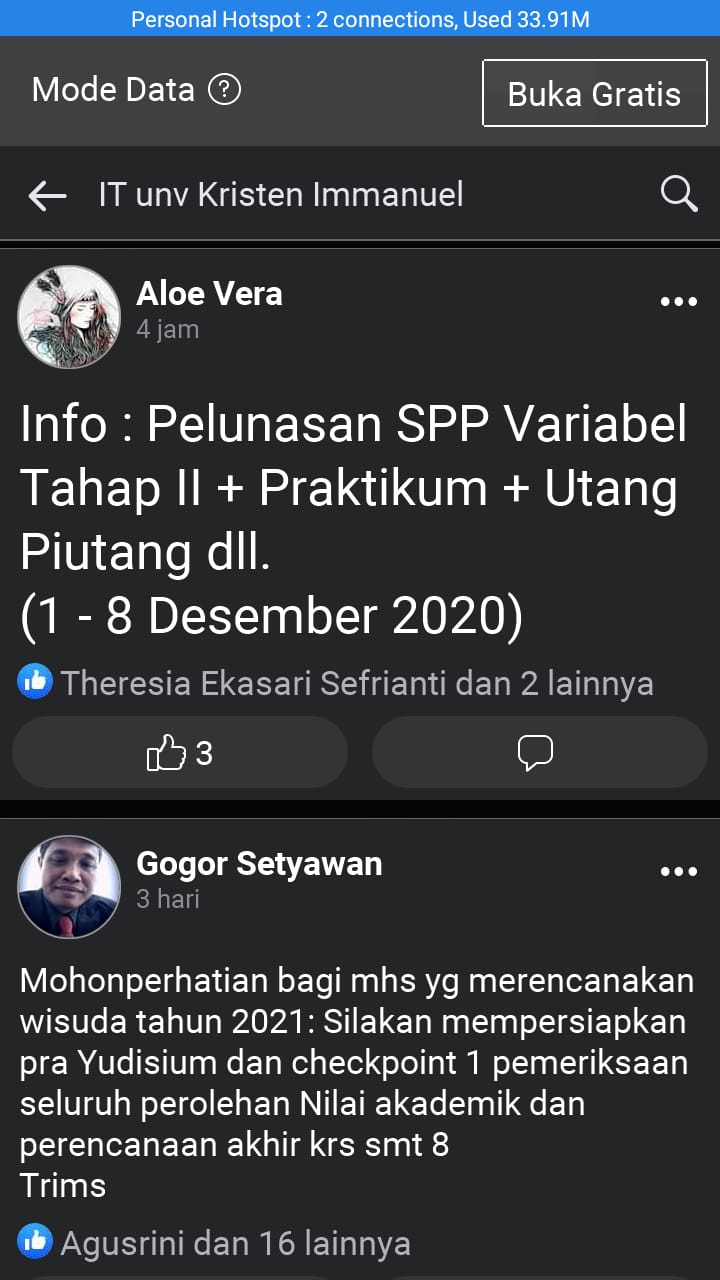 Personal Hotspot : 2 connections, Used 33.91M
Mode Data ?
Buka Gratis
IT unv Kristen Immanuel
Aloe Vera
4 jam
Info : Pelunasan SPP Variabel
Tahap II + Praktikum + Utang
Piutang dll.
(1 - 8 Desember 2020)
Theresia Ekasari Sefrianti dan 2 lainnya
3
Gogor Setyawan
3 hari
Mohonperhatian bagi mhs yg merencanakan
wisuda tahun 2021: Silakan mempersiapkan
pra Yudisium dan checkpoint 1 pemeriksaan
seluruh perolehan Nilai akademik dan
perencanaan akhir krs smt 8
Trims
Agusrini dan 16 lainnya